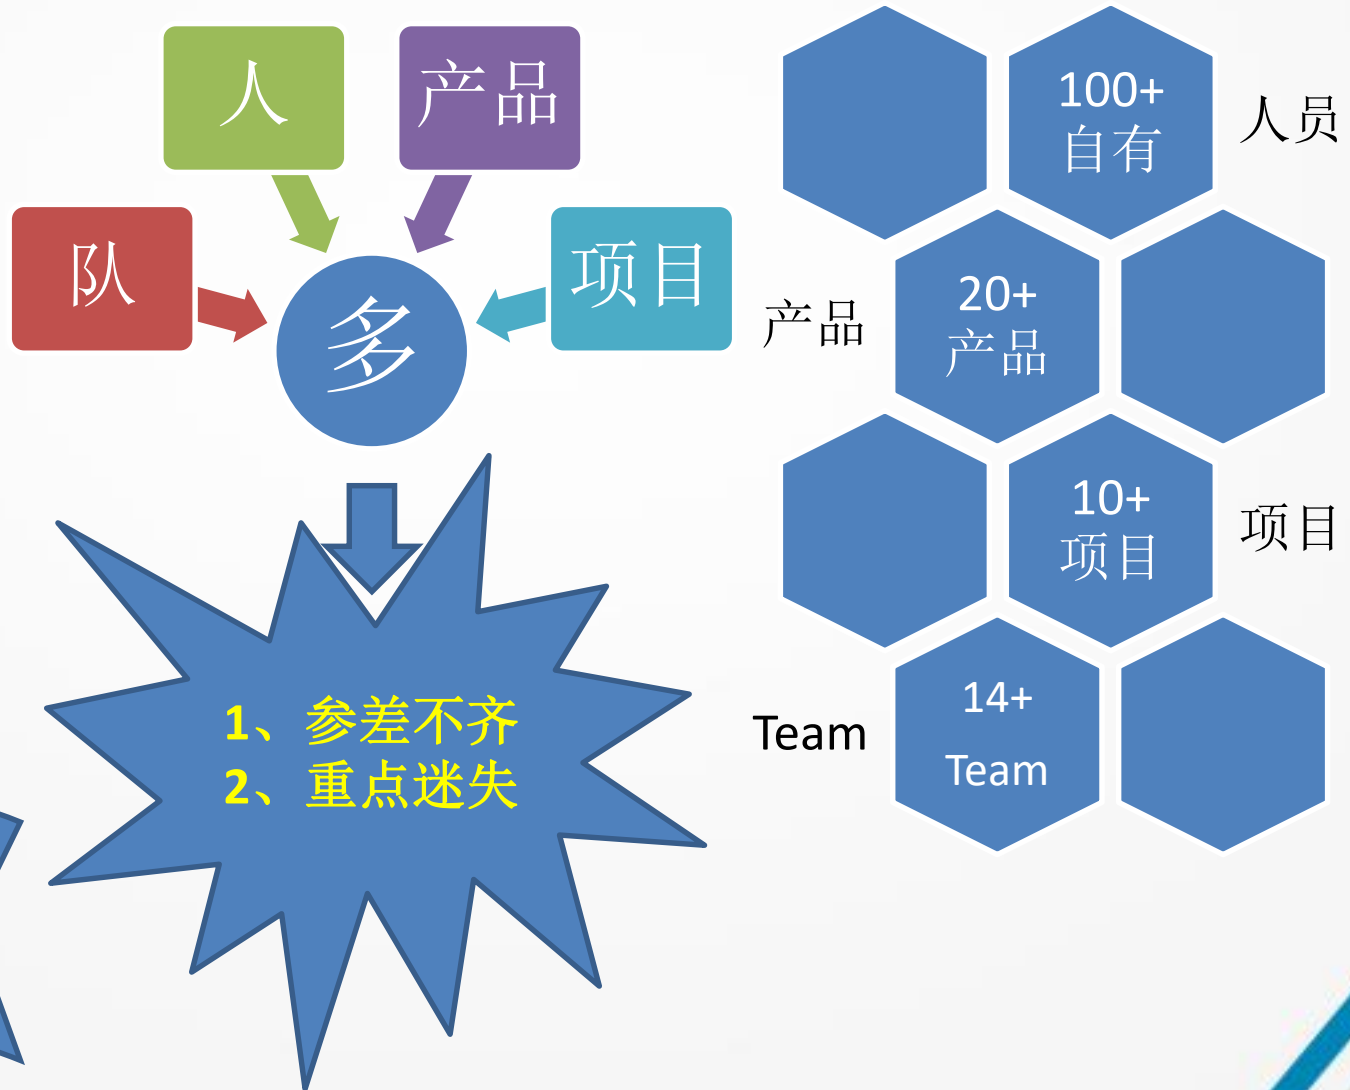 人
产品
队
项目
多
1、参差不齐
2、重点迷失
100+
自有
人员
产品
20+
产品
10+
项目
项目
Team
14+
Team